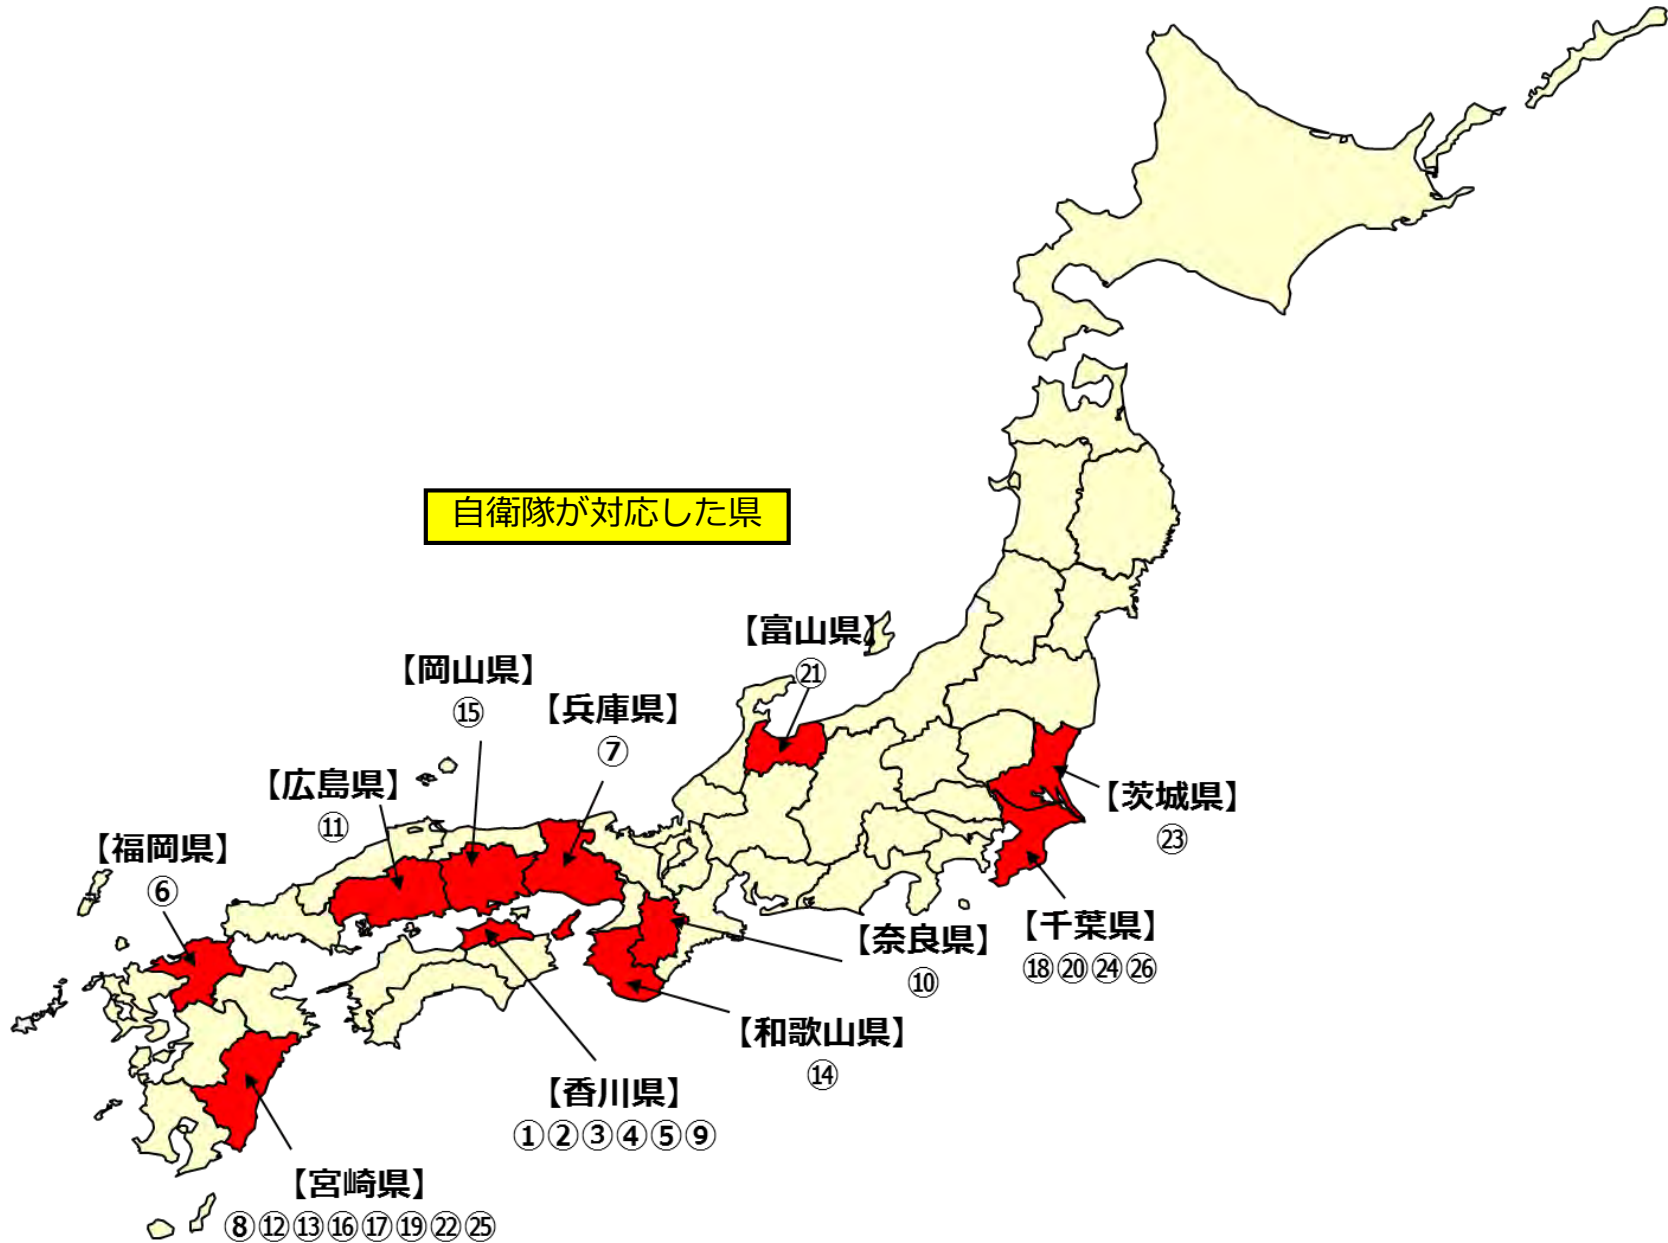 自衛隊が対応した県
【富山県】
㉑
【岡山県】
⑮
【兵庫県】
⑦
【広島県】
⑪
【茨城県】
㉓
【福岡県】
⑥
【千葉県】
⑱⑳㉔㉖
【奈良県】
⑩
【和歌山県】
⑭
【香川県】
①②③④⑤⑨
【宮崎県】
⑧⑫⑬⑯⑰⑲㉒㉕